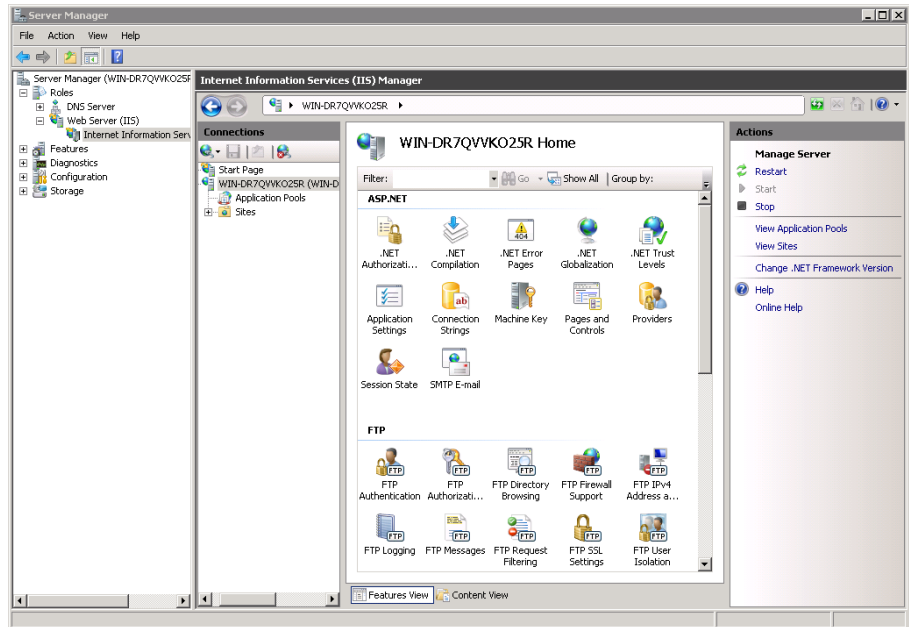 Server Manager
File Action View Help
Server Manager (WIN-DR7QVVKO25R
Roles
DNS Server
Web Server (IIS)
Internet Information Serv
Features
Diagnostics
Configuration
Storage
Internet Information Services (IIS) Manager
WIN-DR7QVVKO25R
Connections
Start Page
WIN-DR7QVVKO25R (WIN-D
Application Pools
Sites
WIN-DR7QVVKO25R Home
Filter: Go Show All Group by:
ASP.NET
.NET Authorizati...
.NET Compilation
.NET Error Pages
.NET Globalization
.NET Trust Levels
Application Settings
Connection Strings
Machine Key
Pages and Controls
Providers
Session State
SMTP E-mail
FTP
FTP Authentication
FTP Authorizati...
FTP Directory Browsing
FTP Firewall Support
FTP IPv4 Address a...
FTP Logging
FTP Messages
FTP Request Filtering
FTP SSL Settings
FTP User Isolation
Features View Content View
Actions
Manage Server
Restart
Start
Stop
View Application Pools
View Sites
Change .NET Framework Version
Help
Online Help